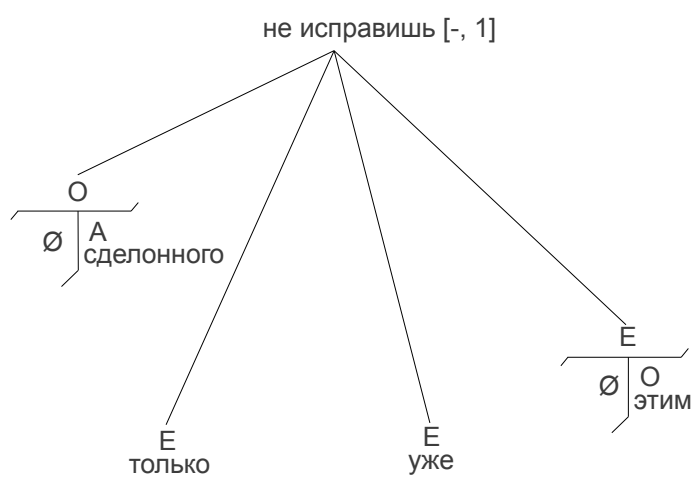 не исправишь [-, 1]
О
Ø А
сделонного
Е
Ø О
этим
Е
только
Е
уже